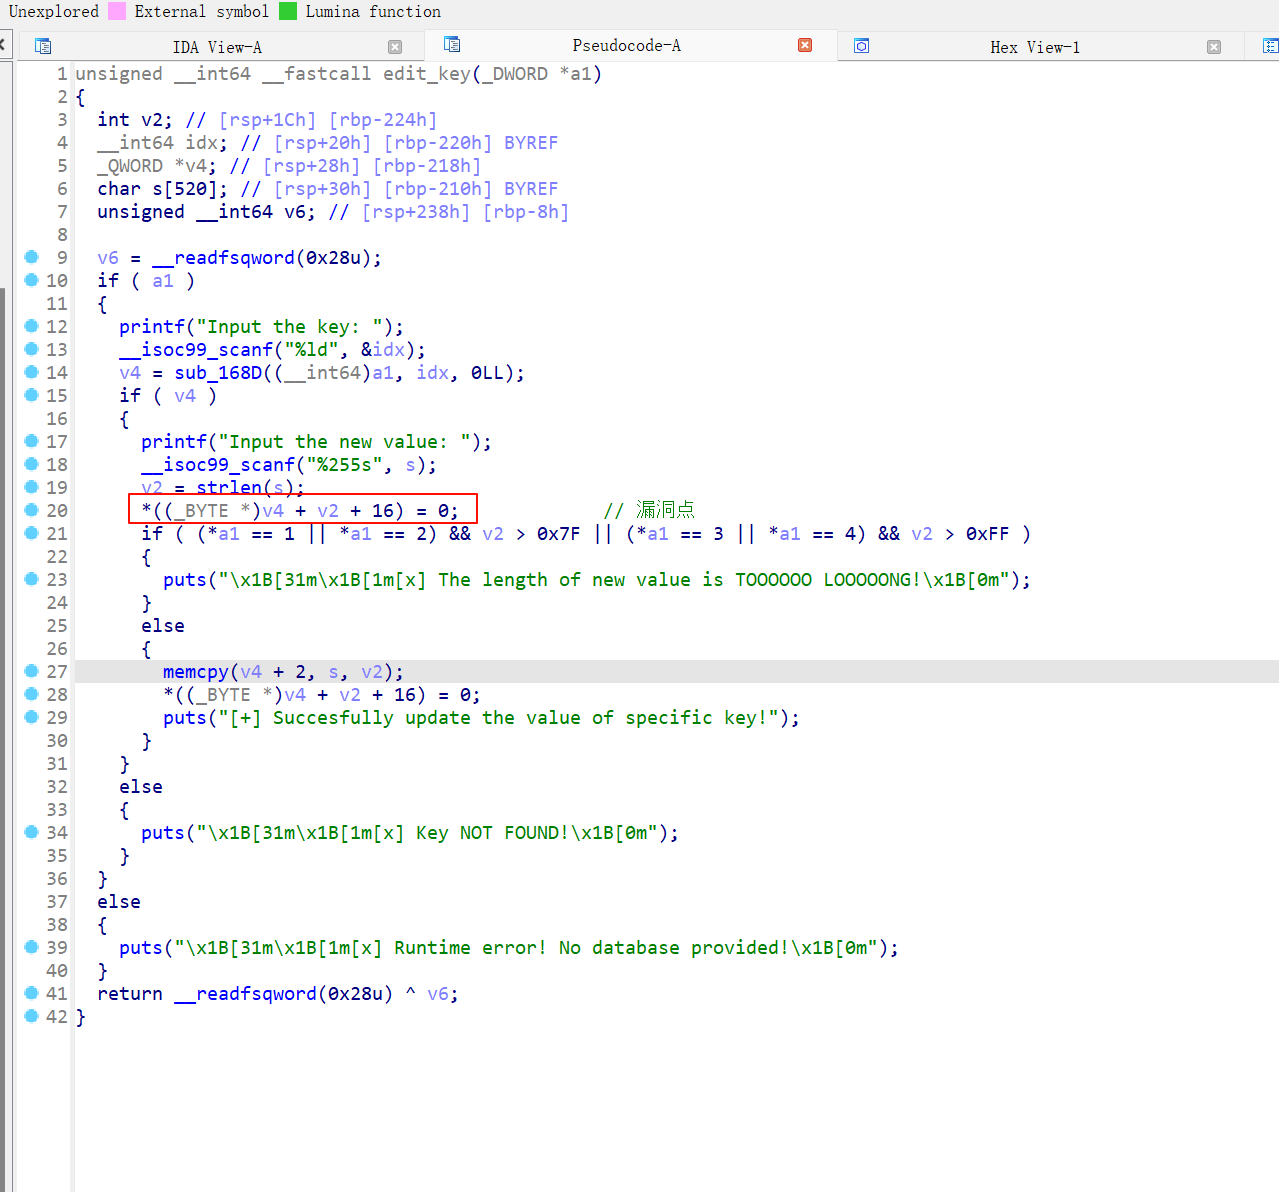 Unexplored External symbol Lumina function
IDA View-A Pseudocode-A Hex View-1
1 unsigned __int64 __fastcall edit_key(_DWORD *a1)
2 {
3   int v2; // [rsp+1Ch] [rbp-224h]
4   __int64 idx; // [rsp+20h] [rbp-220h] BYREF
5   _QWORD *v4; // [rsp+28h] [rbp-218h]
6   char s[520]; // [rsp+30h] [rbp-210h] BYREF
7   unsigned __int64 v6; // [rsp+238h] [rbp-8h]
8
9   v6 = __readfsqword(0x28u);
10   if ( a1 )
11   {
12     printf("Input the key: ");
13     __isoc99_scanf("%ld", &idx);
14     v4 = sub_168D((__int64)a1, idx, 0LL);
15     if ( v4 )
16     {
17       printf("Input the new value: ");
18       __isoc99_scanf("%255s", s);
19       v2 = strlen(s);
20       *((_BYTE *)v4 + v2 + 16) = 0;             // 漏洞点
21       if ( (*a1 == 1 || *a1 == 2) && v2 > 0x7F || (*a1 == 3 || *a1 == 4) && v2 > 0xFF )
22       {
23         puts("\x1B[31m\x1B[1m[x] The length of new value is TOOOOOO LOOOOONG!\x1B[0m");
24       }
25       else
26       {
27         memcpy(v4 + 2, s, v2);
28         *((_BYTE *)v4 + v2 + 16) = 0;
29         puts("[+] Succesfully update the value of specific key!");
30       }
31     }
32     else
33     {
34       puts("\x1B[31m\x1B[1m[x] Key NOT FOUND!\x1B[0m");
35     }
36   }
37   else
38   {
39     puts("\x1B[31m\x1B[1m[x] Runtime error! No database provided!\x1B[0m");
40   }
41   return __readfsqword(0x28u) ^ v6;
42 }